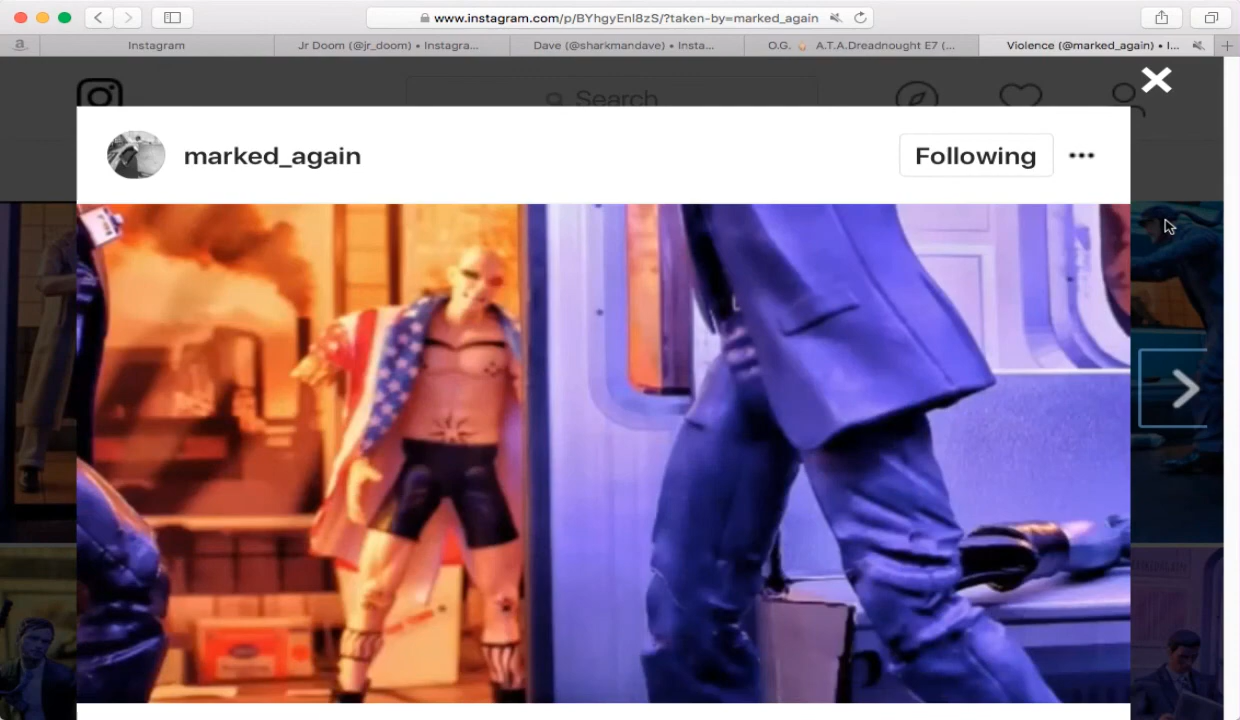 www.instagram.com/p/BYhgyEnl8zS/?taken-by=marked_again
Instagram
Jr Doom (@jr_doom) • Instagra...
Dave (@sharkmandave) • Insta...
O.G. 🔥 A.T.A.Dreadnought E7 (...
Violence (@marked_again) • I...
Search
marked_again
Following